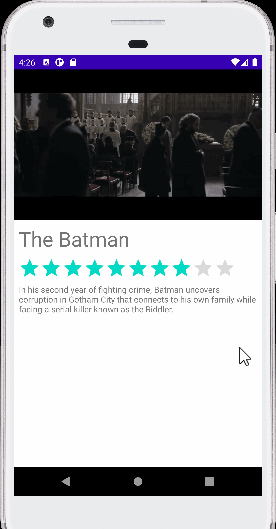 4:26
The Batman
In his second year of fighting crime, Batman uncovers
corruption in Gotham City that connects to his own family while
facing a serial killer known as the Riddler.